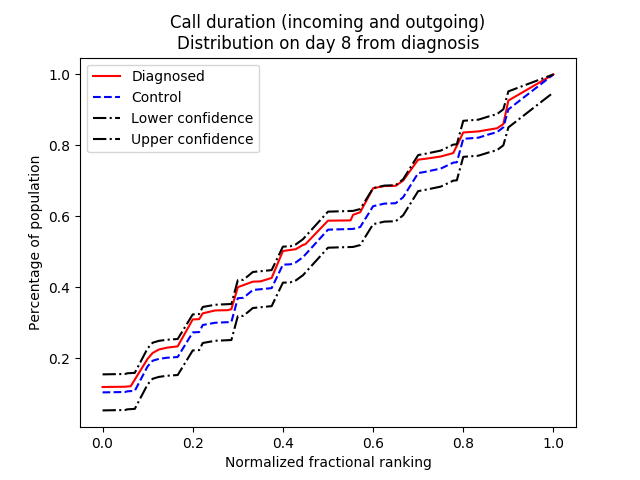 Call duration (incoming and outgoing)
Distribution on day 8 from diagnosis
Diagnosed
Control
Lower confidence
Upper confidence
Percentage of population
1.0
0.8
0.6
0.4
0.2
0.0 0.2 0.4 0.6 0.8 1.0
Normalized fractional ranking